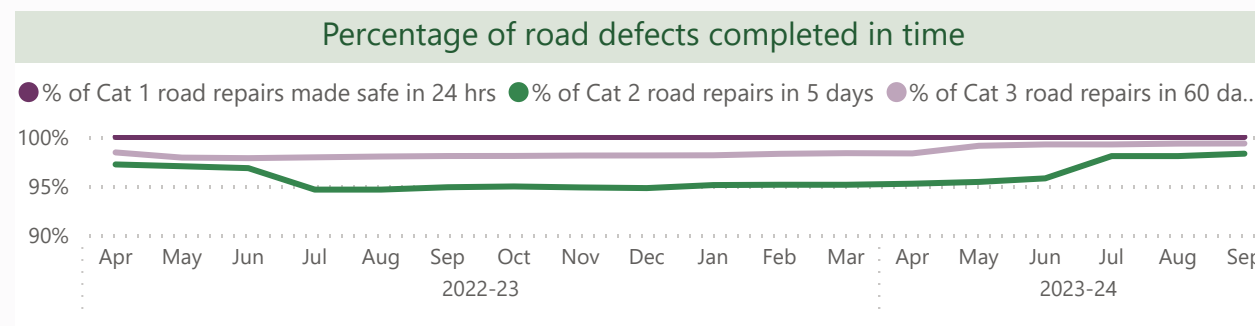 Percentage of road defects completed in time
% of Cat 1 road repairs made safe in 24 hrs % of Cat 2 road repairs in 5 days % of Cat 3 road repairs in 60 da...
100%
95%
90%
Apr May Jun Jul Aug Sep Oct Nov Dec Jan Feb Mar Apr May Jun Jul Aug Sep
2022-23 2023-24